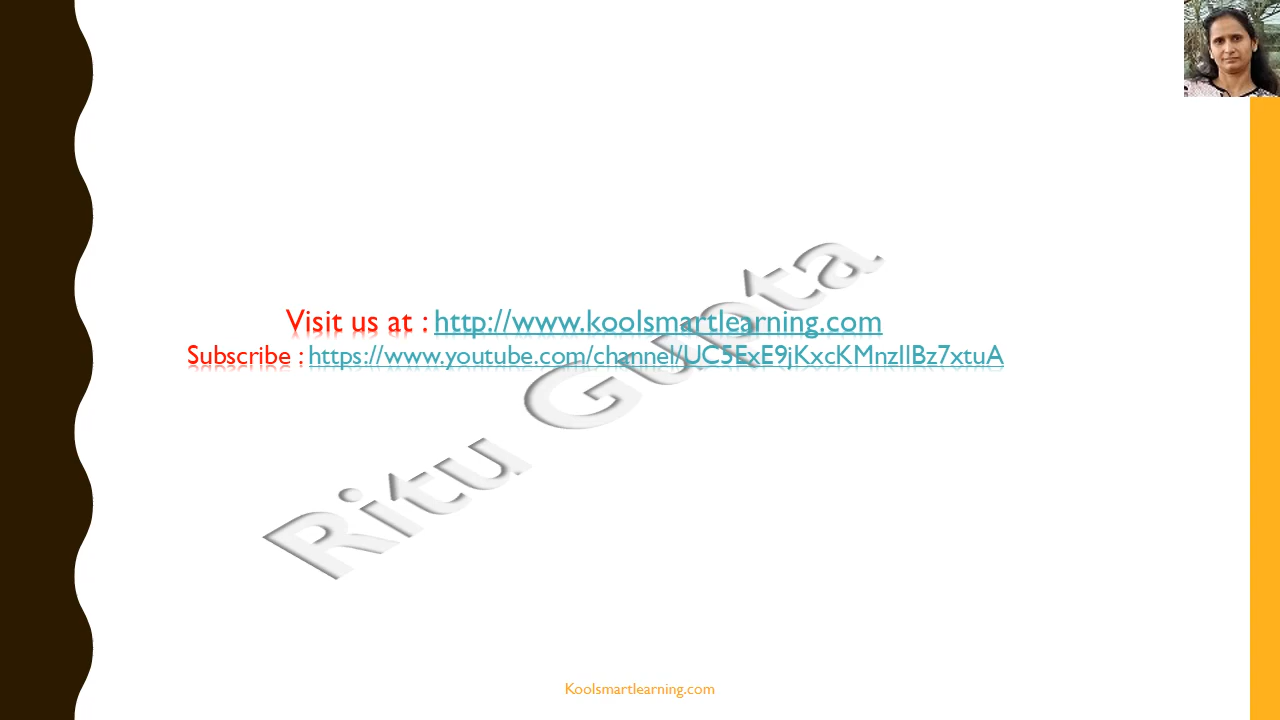 Visit us at : http://www.koolsmartlearning.com
Subscribe : https://www.youtube.com/channel/UC5ExE9jKxcKMnzlIBz7xtuA
Ritu Gupta
Koolsmartlearning.com